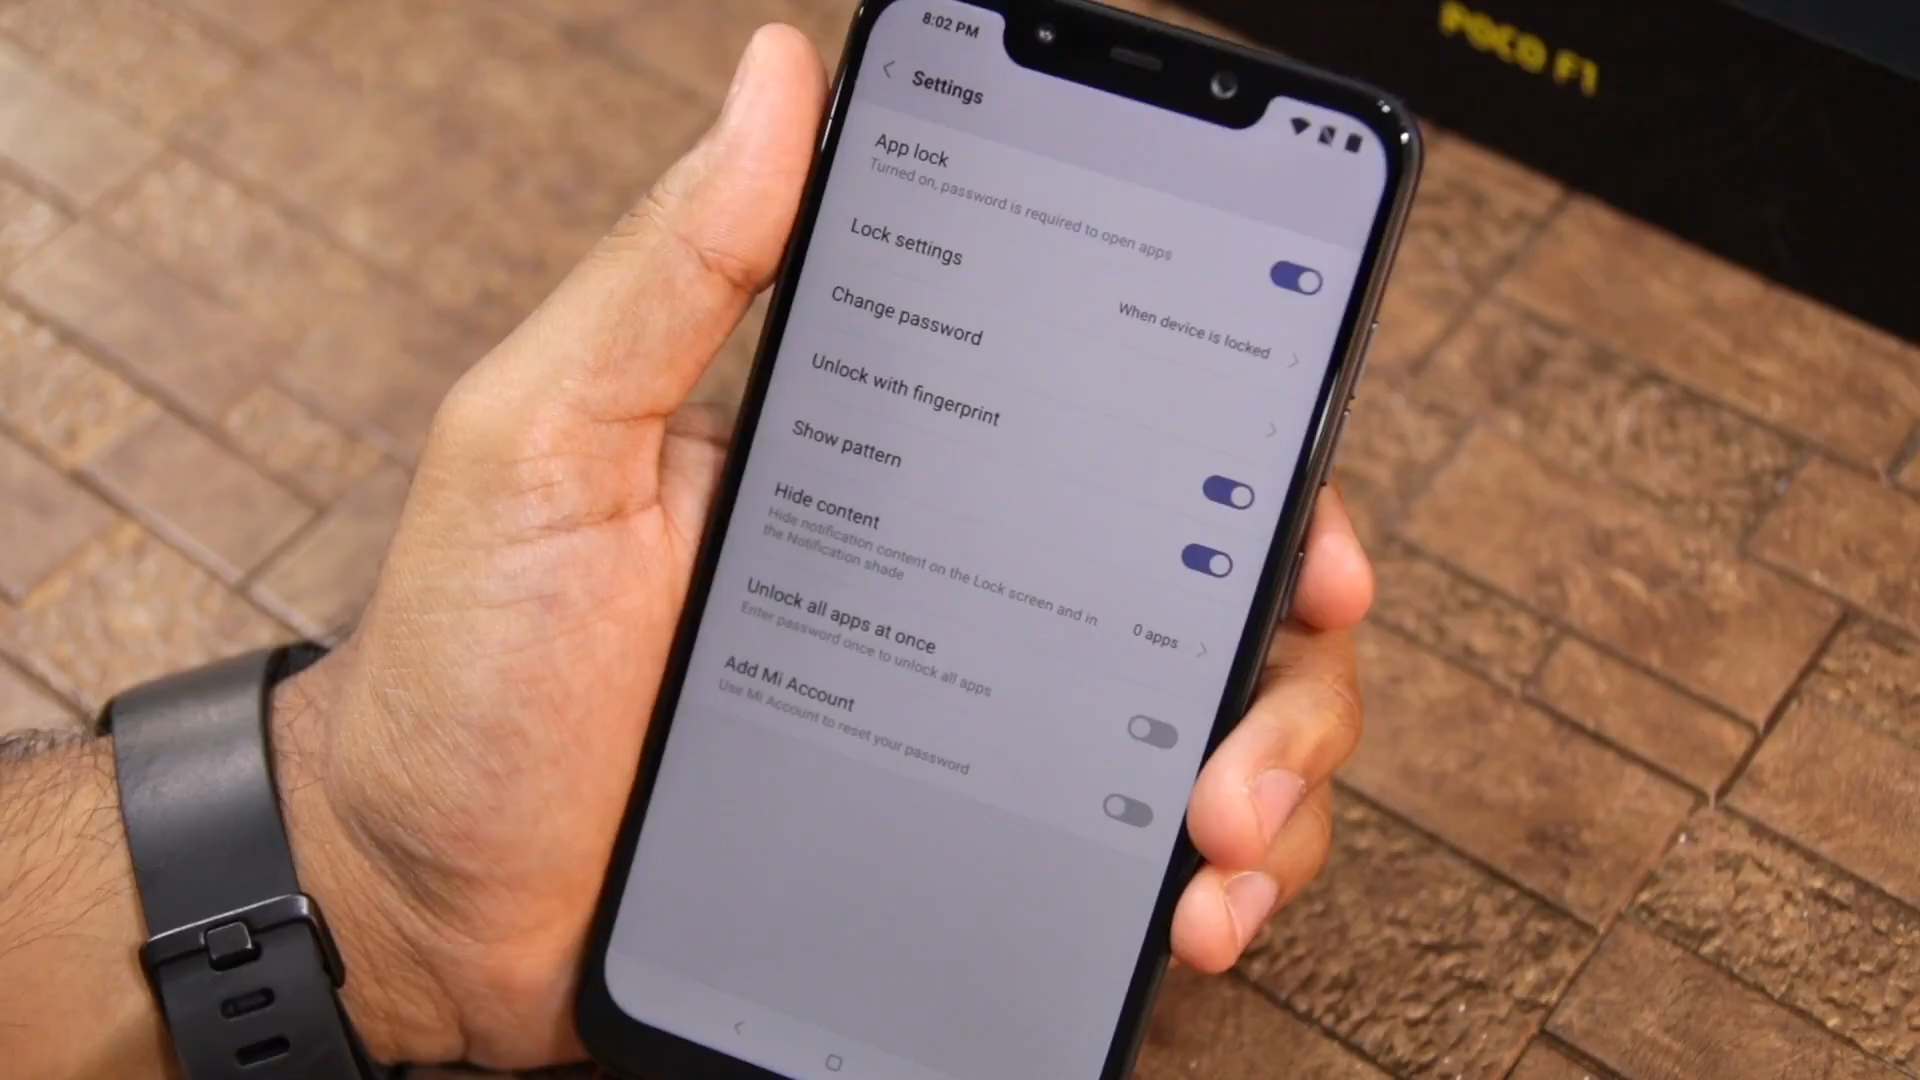 POCO F1
8:02 PM
Settings
App lock
Turned on, password is required to open apps
Lock settings
When device is locked
Change password
Unlock with fingerprint
Show pattern
Hide content
Hide notification content on the Lock screen and in
the Notification shade
0 apps
Unlock all apps at once
Enter password once to unlock all apps
Add Mi Account
Use Mi Account to reset your password